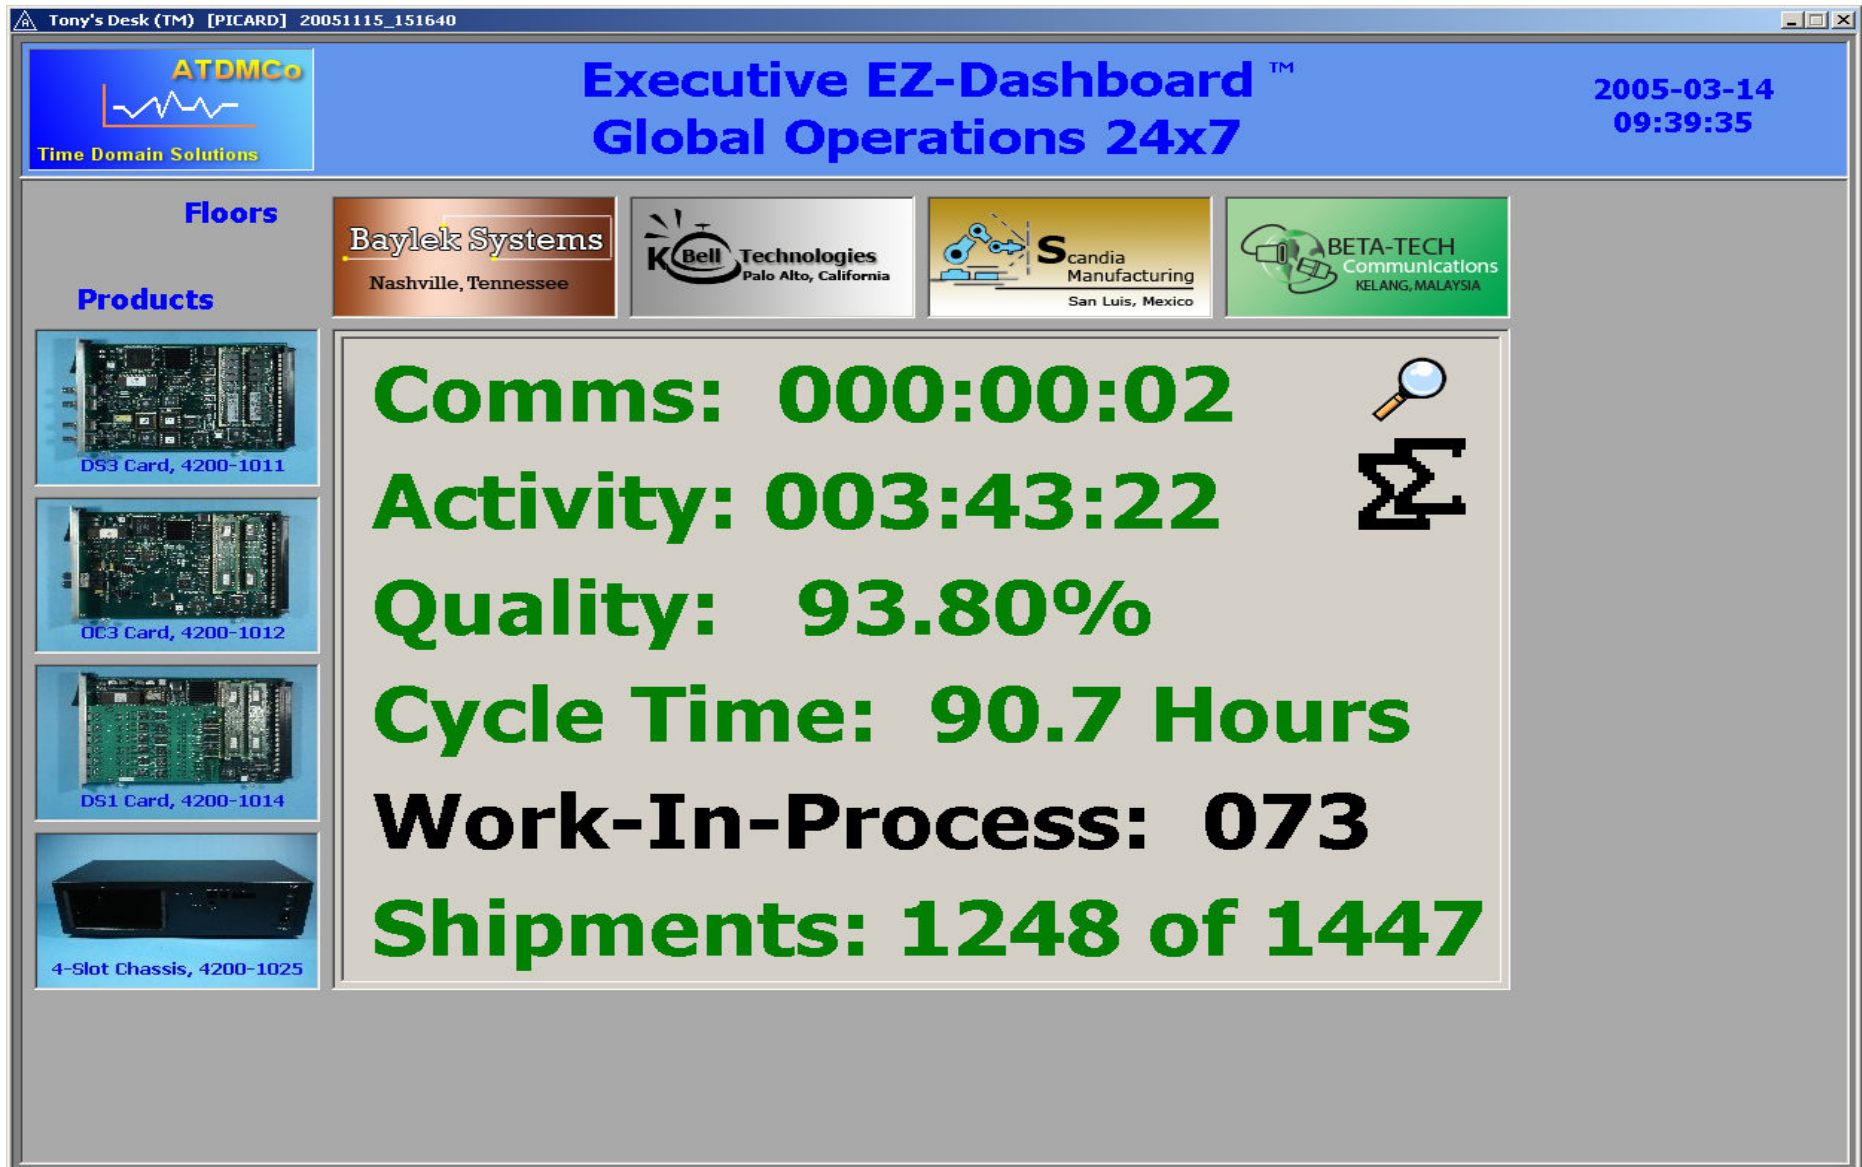 Tony's Desk (TM) [PICARD] 20051115_151640
ATDMCo
Time Domain Solutions
Executive EZ-Dashboard ™
Global Operations 24x7
2005-03-14
09:39:35
Floors
Products
Baylek Systems
Nashville, Tennessee
K Bell Technologies
Palo Alto, California
Scandia
Manufacturing
San Luis, Mexico
BETA-TECH
Communications
KELANG, MALAYSIA
DS3 Card, 4200-1011
OC3 Card, 4200-1012
DS1 Card, 4200-1014
4-Slot Chassis, 4200-1025
Comms: 000:00:02
Activity: 003:43:22
Quality: 93.80%
Cycle Time: 90.7 Hours
Work-In-Process: 073
Shipments: 1248 of 1447